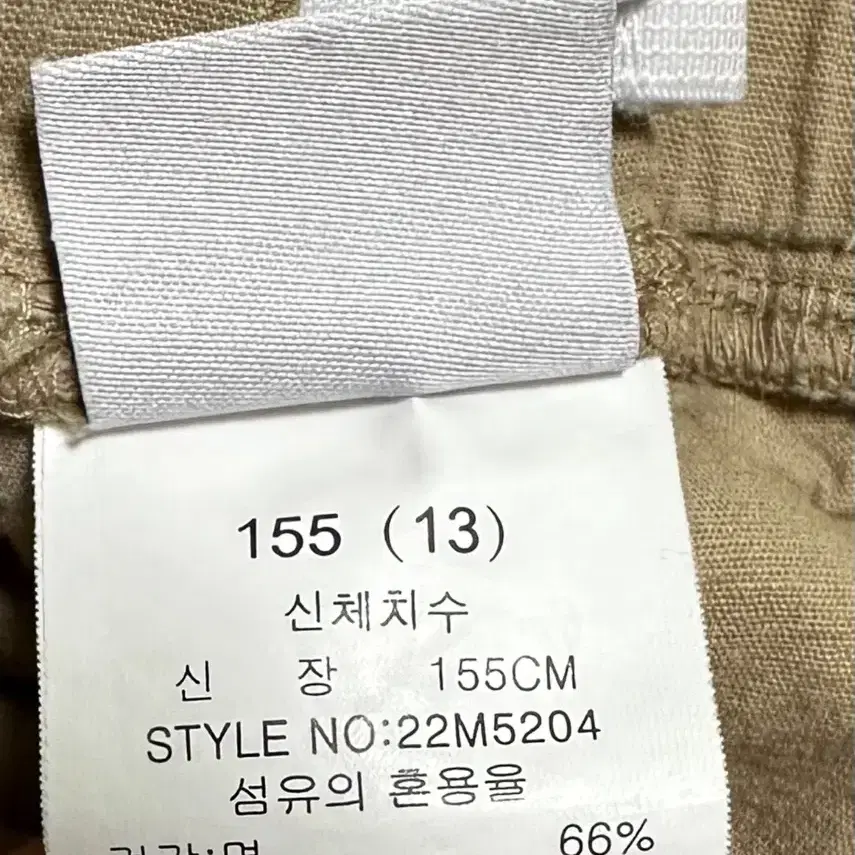 155 (13)
신체치수
신 장 155CM
STYLE NO:22M5204
섬유의 혼용율
66%